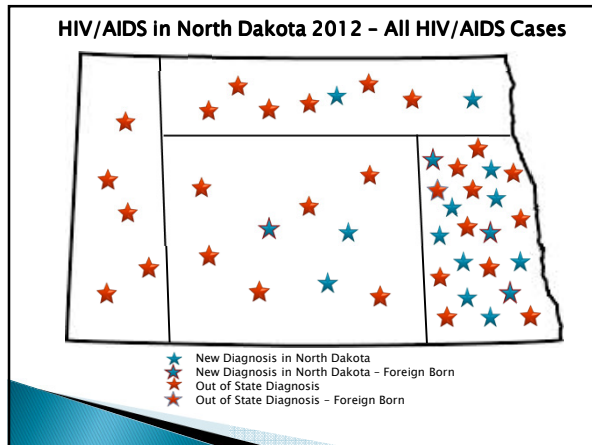 HIV/AIDS in North Dakota 2012 – All HIV/AIDS Cases
New Diagnosis in North Dakota
New Diagnosis in North Dakota – Foreign Born
Out of State Diagnosis
Out of State Diagnosis – Foreign Born